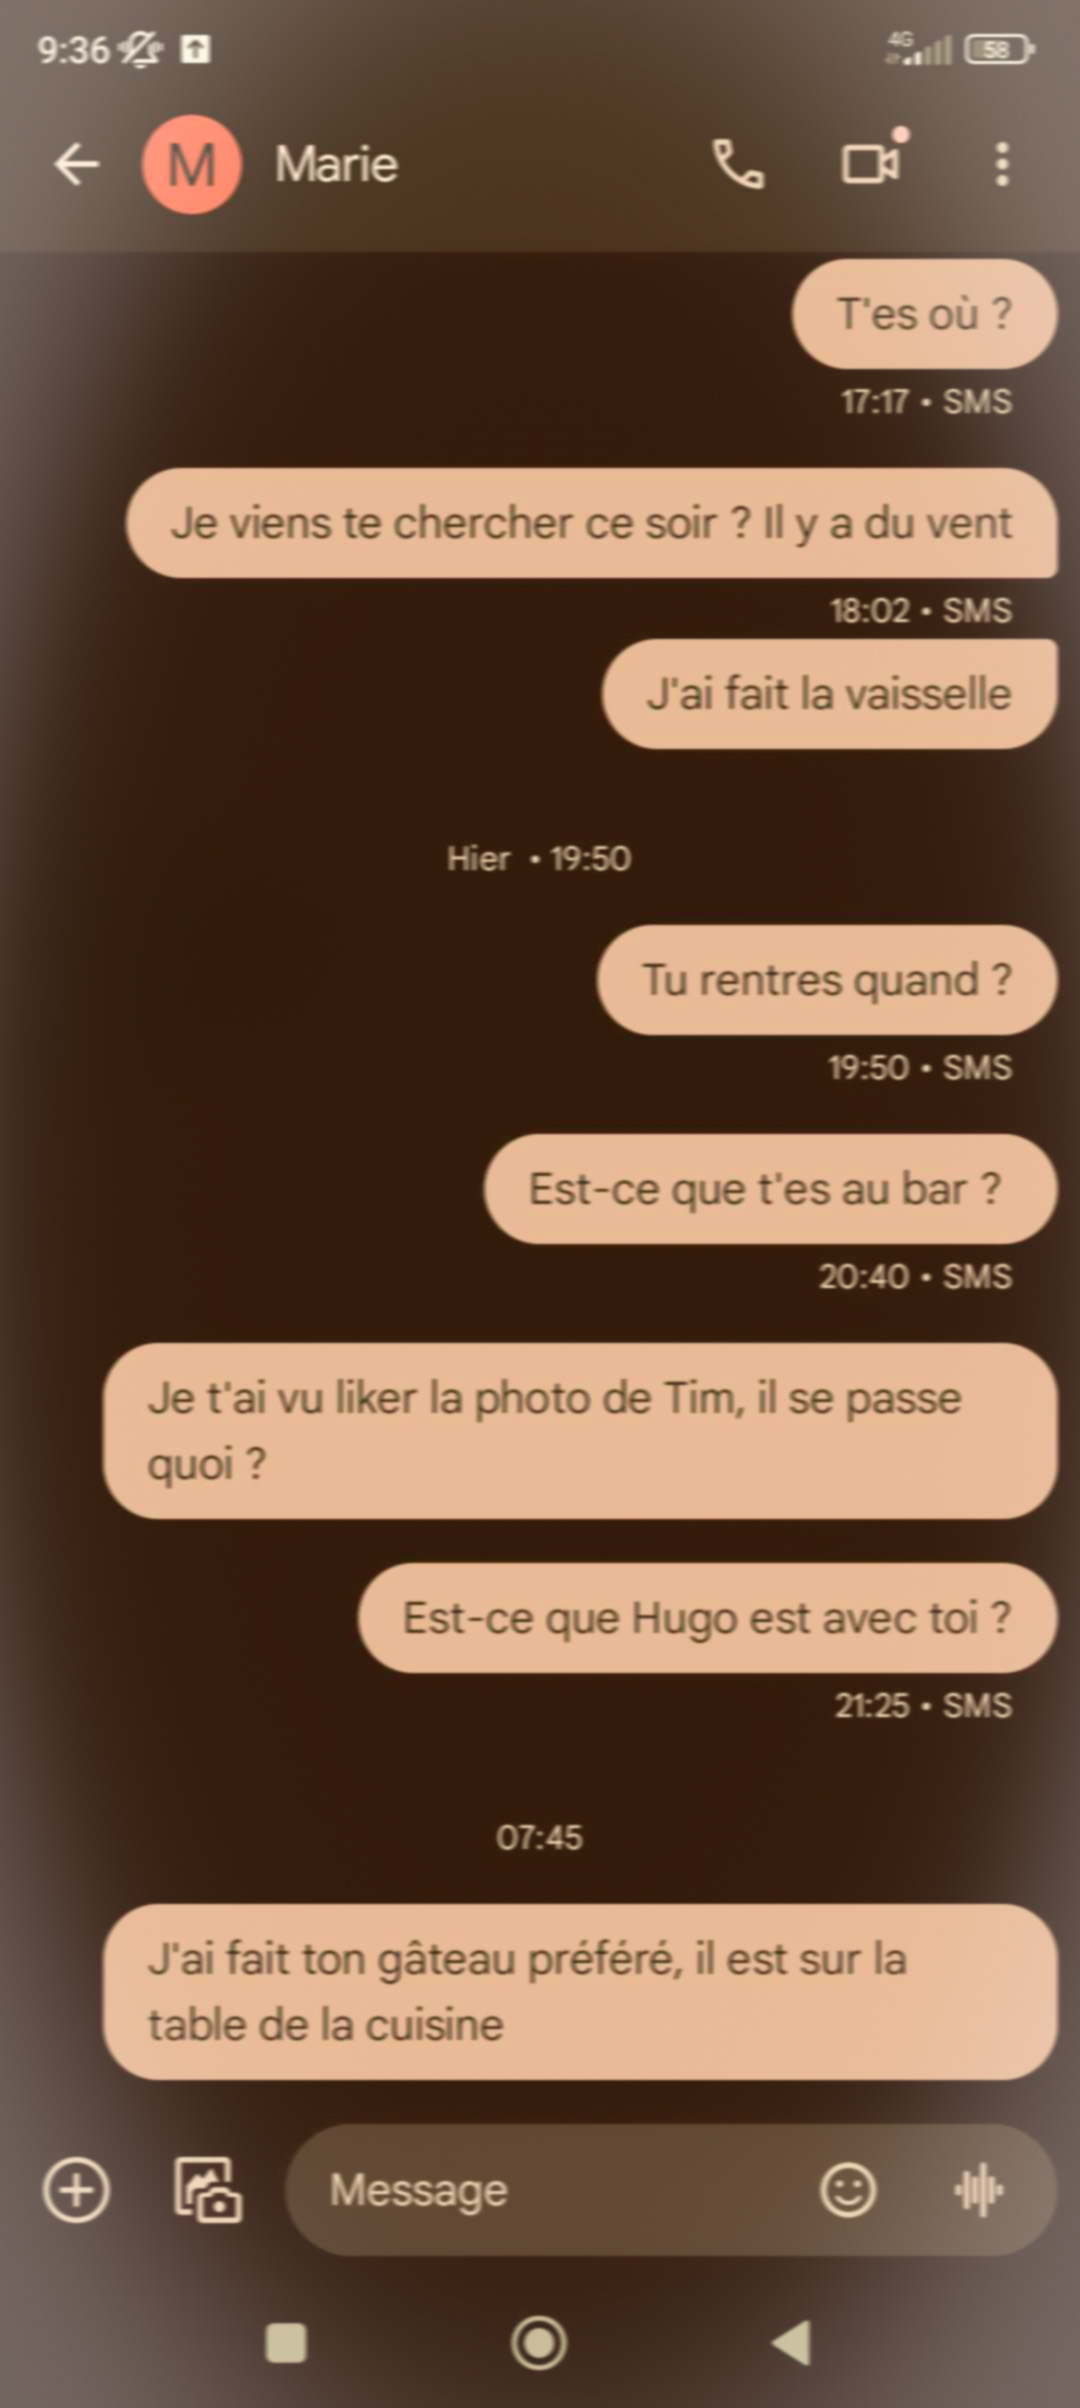 9:36
4G
58
M
Marie
T'es où ?
17:17 • SMS
Je viens te chercher ce soir ? Il y a du vent
18:02 • SMS
J'ai fait la vaisselle
Hier • 19:50
Tu rentres quand ?
19:50 • SMS
Est-ce que t'es au bar ?
20:40 • SMS
Je t'ai vu liker la photo de Tim, il se passe
quoi ?
Est-ce que Hugo est avec toi ?
21:25 • SMS
07:45
J'ai fait ton gâteau préféré, il est sur la
table de la cuisine
Message